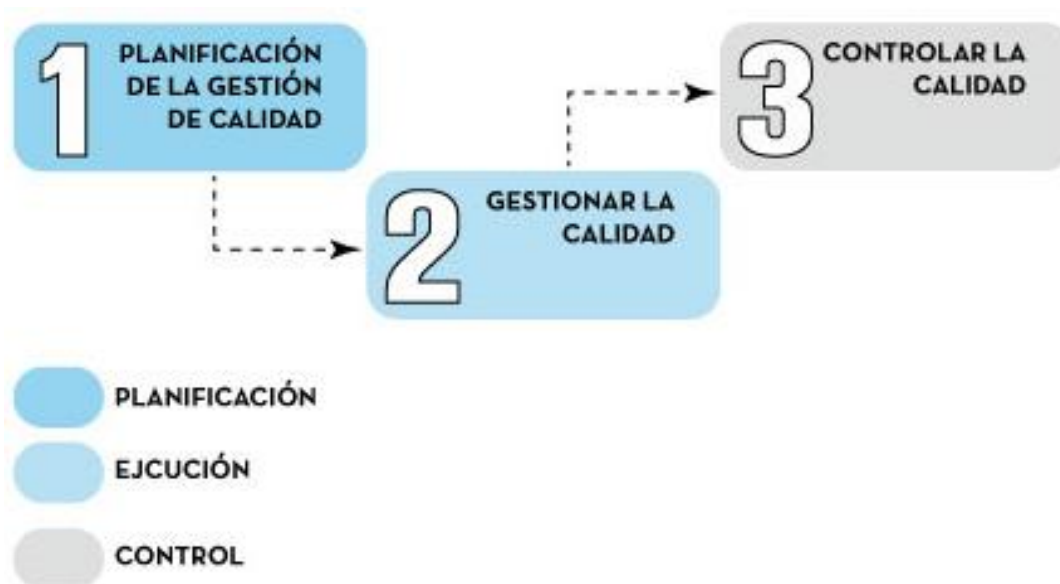 1
PLANIFICACIÓN
DE LA GESTIÓN
DE CALIDAD
2
GESTIONAR LA
CALIDAD
3
CONTROLAR LA
CALIDAD
PLANIFICACIÓN
EJCUCIÓN
CONTROL